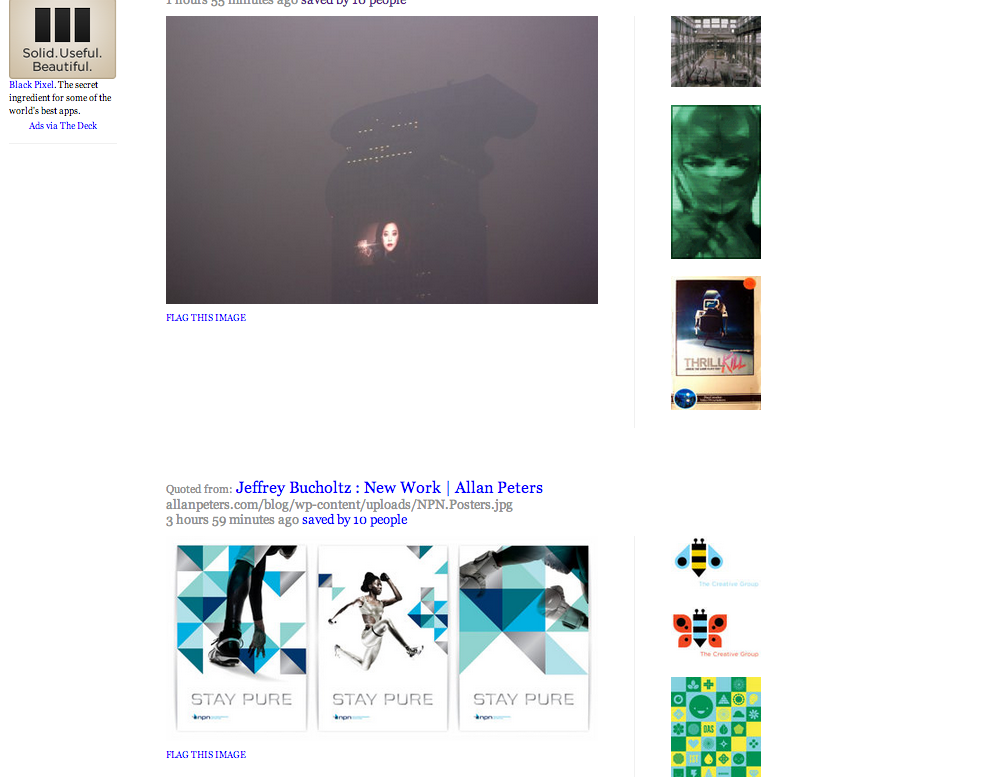 1 hours 55 minutes ago saved by 10 people
Solid.Useful.
Beautiful.
Black Pixel. The secret
ingredient for some of the
world's best apps.
Ads via The Deck
FLAG THIS IMAGE
THRILL KILL
Quoted from: Jeffrey Bucholtz : New Work | Allan Peters
allanpeters.com/blog/wp-content/uploads/NPN.Posters.jpg
3 hours 59 minutes ago saved by 10 people
STAY PURE
npn
STAY PURE
npn
STAY PURE
npn
The Creative Group
The Creative Group
DAS
FLAG THIS IMAGE